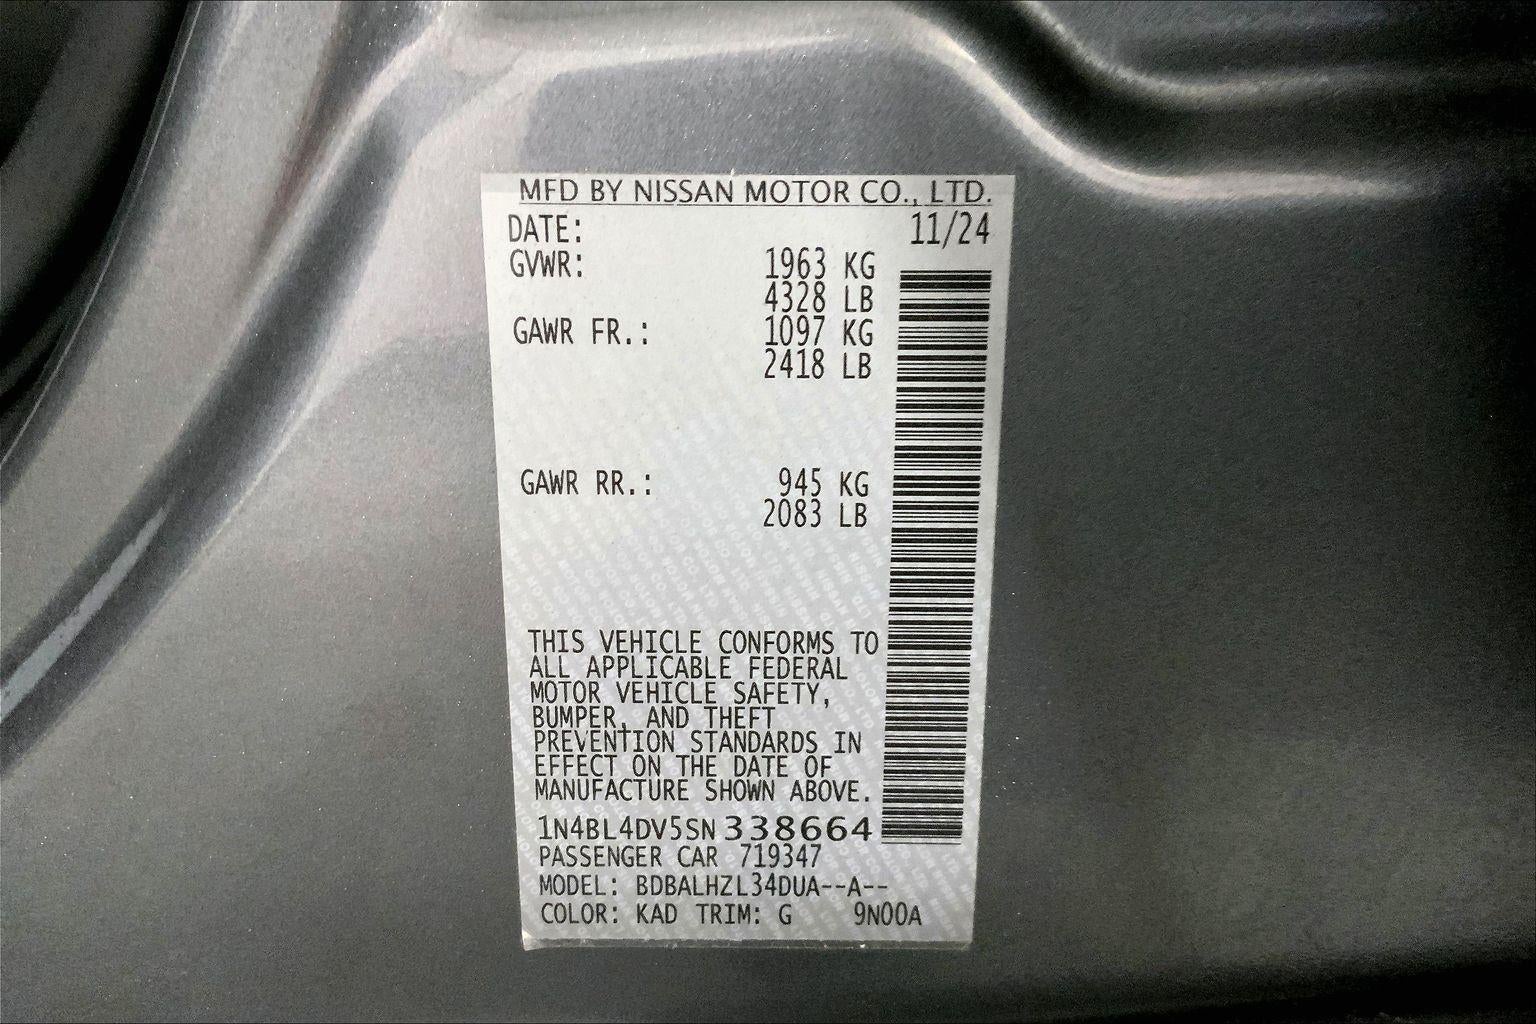 MFD BY NISSAN MOTOR CO., LTD.
DATE: 11/24
GVWR: 1963 KG
4328 LB
GAWR FR.: 1097 KG
2418 LB
GAWR RR.: 945 KG
2083 LB
THIS VEHICLE CONFORMS TO
ALL APPLICABLE FEDERAL
MOTOR VEHICLE SAFETY,
BUMPER, AND THEFT
PREVENTION STANDARDS IN
EFFECT ON THE DATE OF
MANUFACTURE SHOWN ABOVE.
1N4BL4DV5SN338664
PASSENGER CAR 719347
MODEL: BDBALHZL34DUA--A--
COLOR: KAD TRIM: G 9N00A